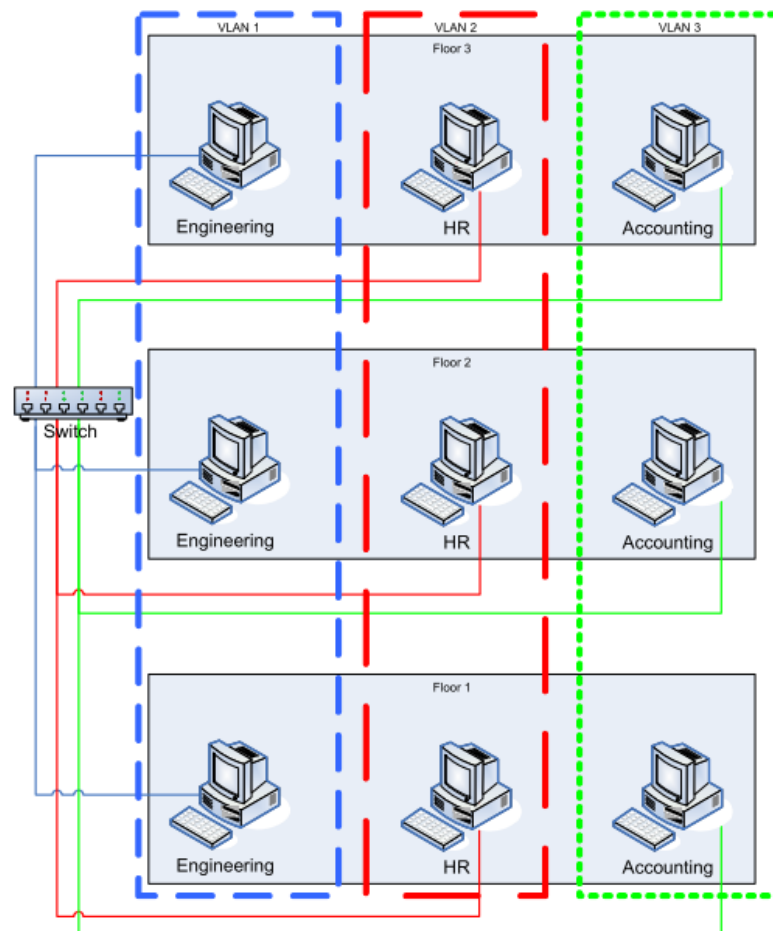 VLAN 1
VLAN 2
VLAN 3
Floor 3
Engineering
HR
Accounting
Floor 2
Switch
Engineering
HR
Accounting
Floor 1
Engineering
HR
Accounting